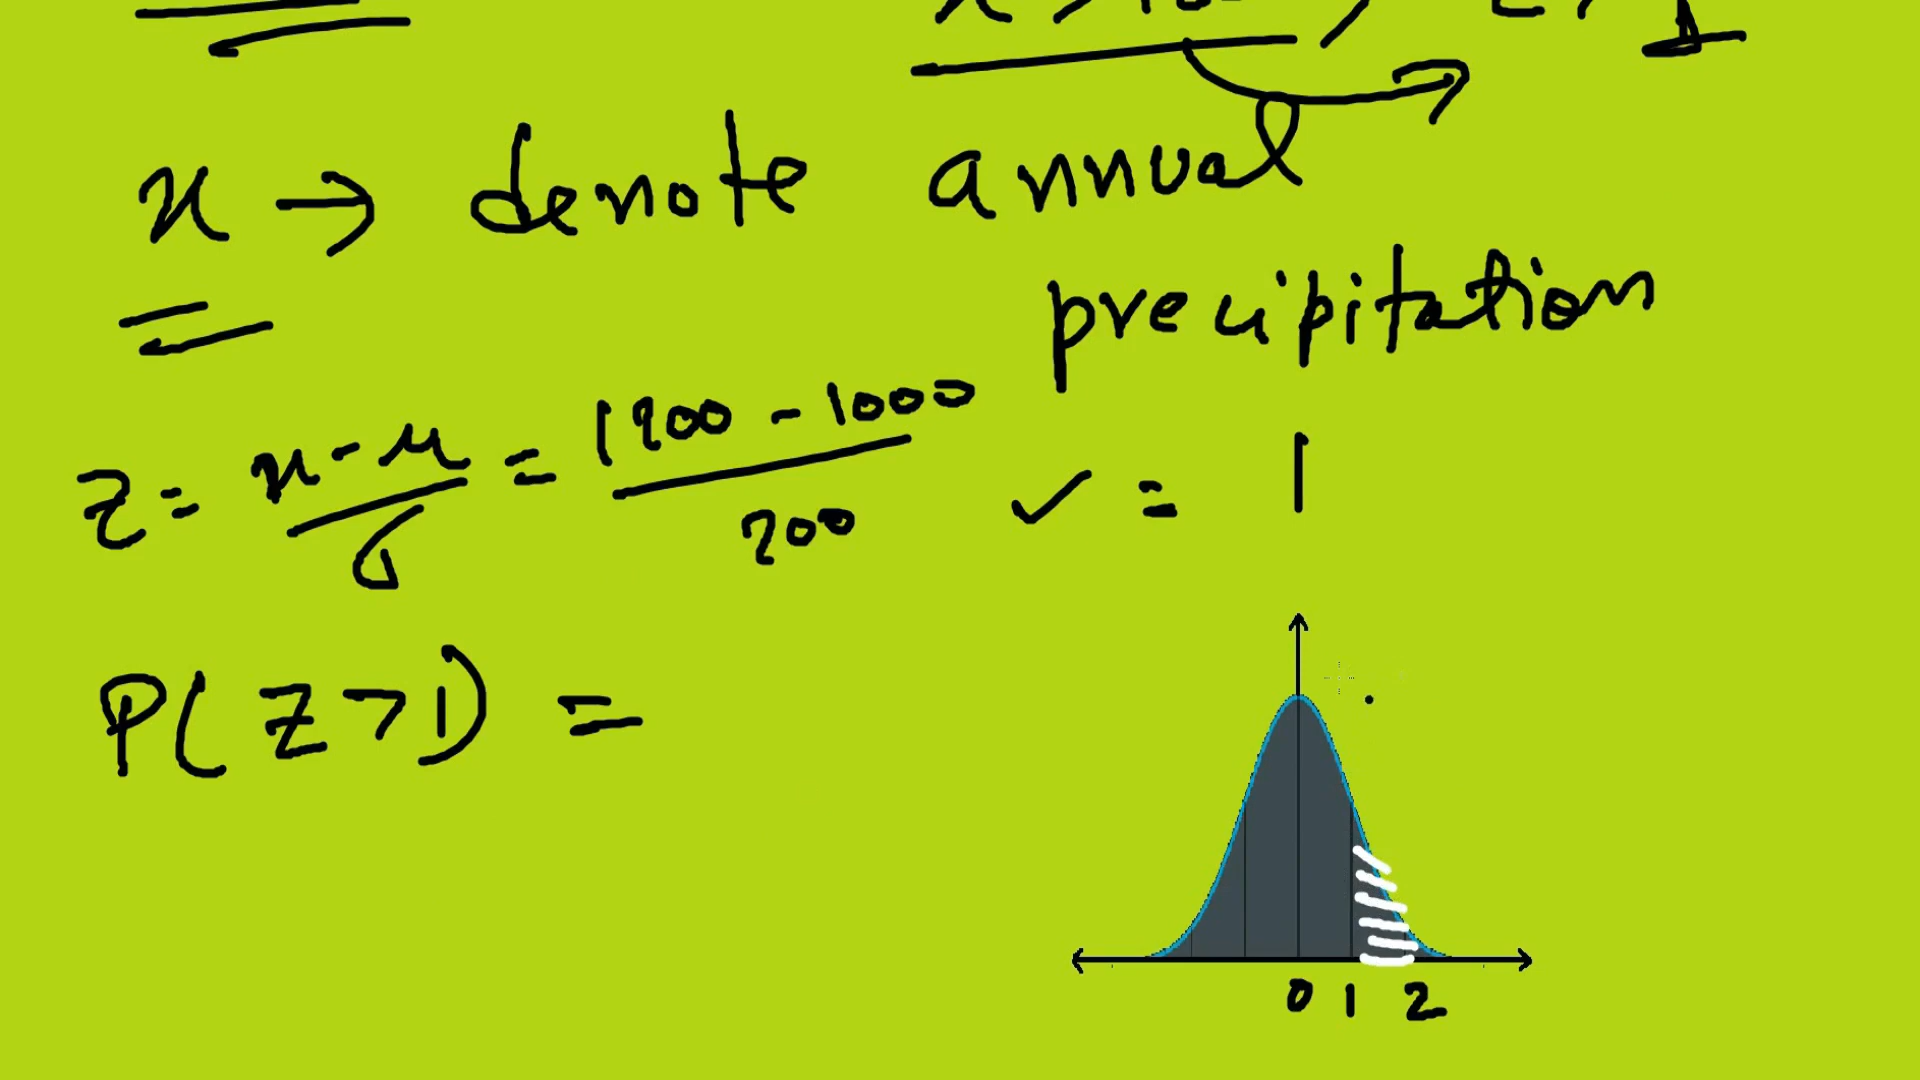 x → denote annual
precipitation
z = x - μ / σ = 1200 - 1000 / 200 ✓ = 1
P(Z>1) =
0 1 2